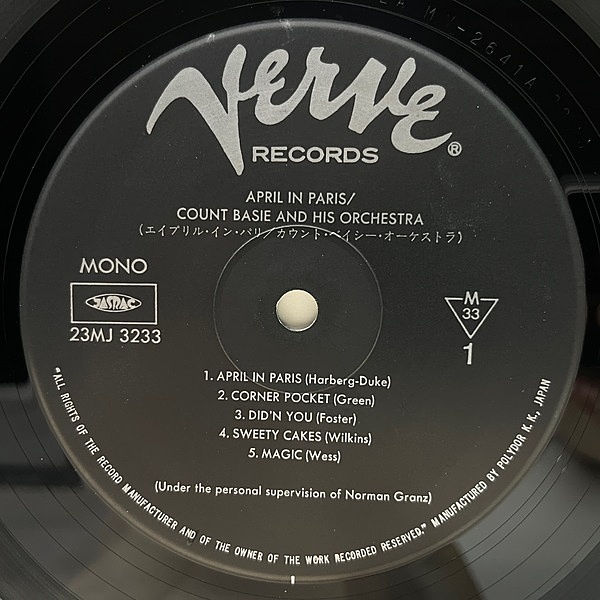 Verve
RECORDS ®
APRIL IN PARIS/
COUNT BASIE AND HIS ORCHESTRA
(エイプリル・イン・パリ/カウント・ベイシー・オーケストラ)
MONO
JASRAC
23MJ 3233
M
33
1
1. APRIL IN PARIS (Harberg-Duke)
2. CORNER POCKET (Green)
3. DID'N YOU (Foster)
4. SWEETY CAKES (Wilkins)
5. MAGIC (Wess)
(Under the personal supervision of Norman Granz)
"ALL RIGHTS OF THE RECORD MANUFACTURER AND OF THE OWNER OF THE WORK RECORDED RESERVED." MANUFACTURED BY POLYDOR K. K., JAPAN